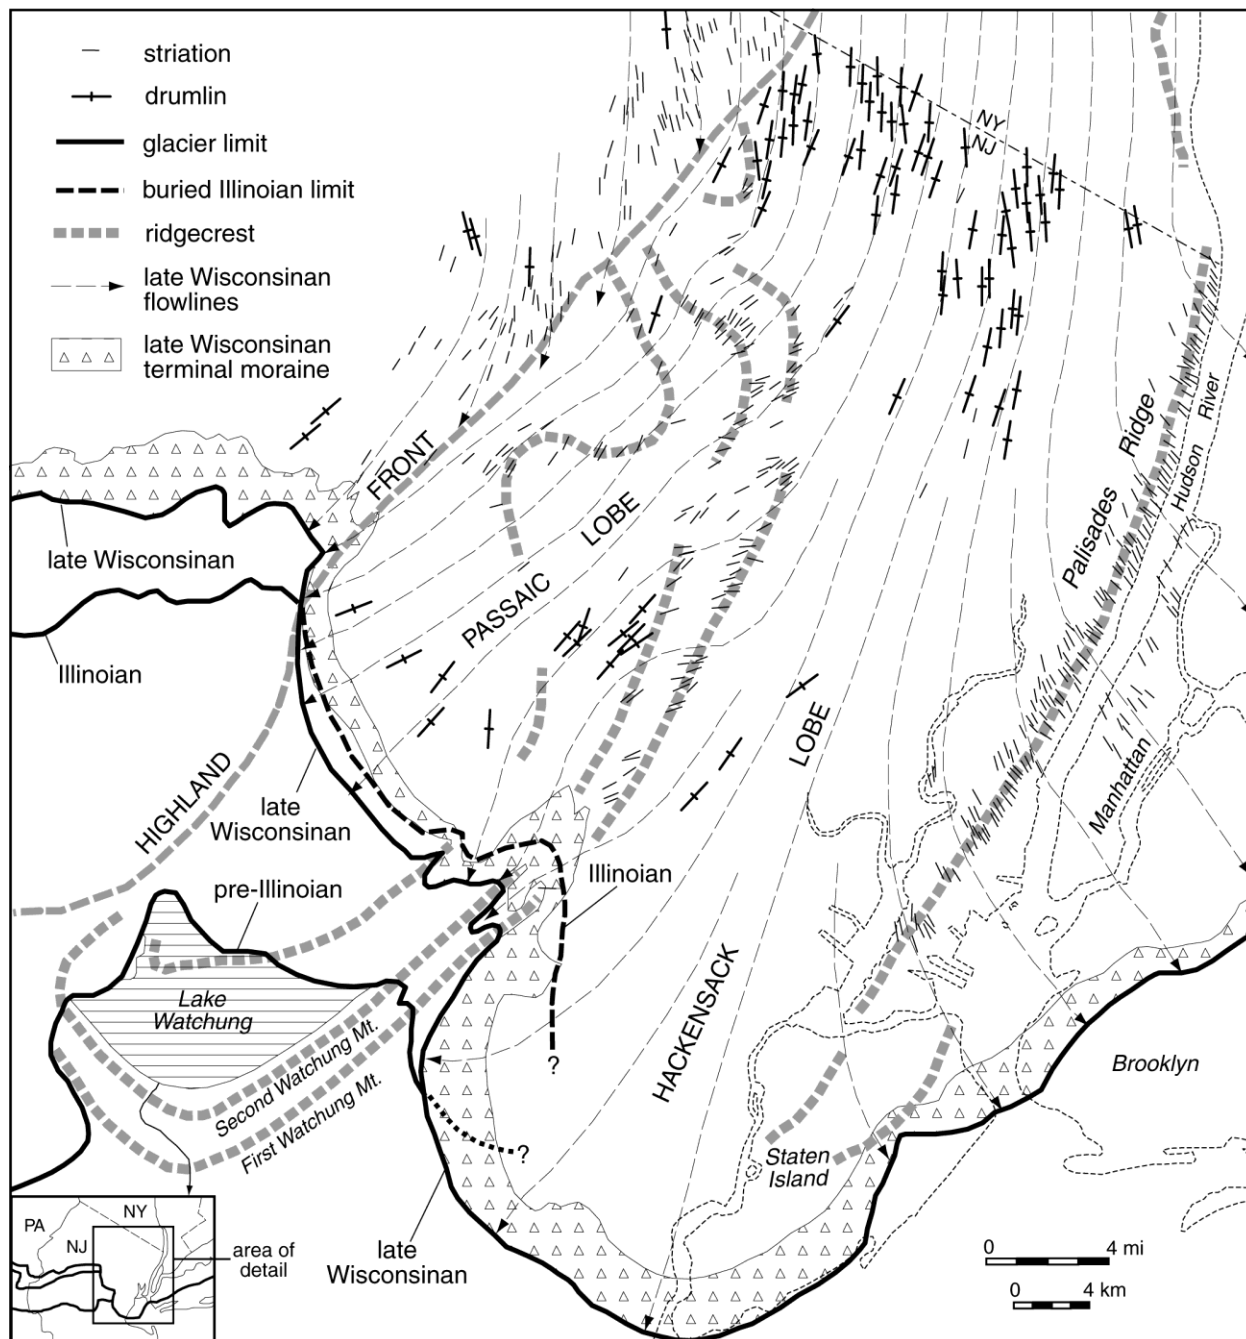 striation
drumlin
glacier limit
buried Illinoian limit
ridgecrest
late Wisconsinan
flowlines
late Wisconsinan
terminal moraine
NY
NJ
Ridge
River
Hudson
Palisades
FRONT
LOBE
PASSAIC
late Wisconsinan
Illinoian
HIGHLAND
late
Wisconsinan
LOBE
Manhattan
pre-Illinoian
Illinoian
Lake
Watchung
HACKENSACK
Second Watchung Mt.
First Watchung Mt.
?
?
Brooklyn
Staten
Island
PA
NY
NJ
M
area of
detail
late
Wisconsinan
0 4 mi
0 4 km